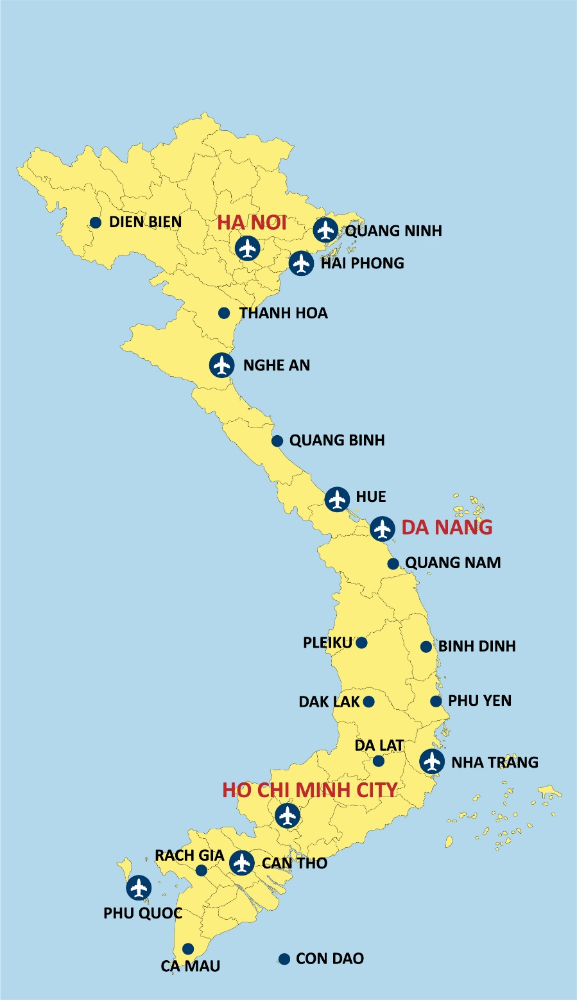 DIEN BIEN
HA NOI
QUANG NINH
HAI PHONG
THANH HOA
NGHE AN
QUANG BINH
HUE
DA NANG
QUANG NAM
PLEIKU
BINH DINH
DAK LAK
PHU YEN
DA LAT
NHA TRANG
HO CHI MINH CITY
RACH GIA
CAN THO
PHU QUOC
CA MAU
CON DAO